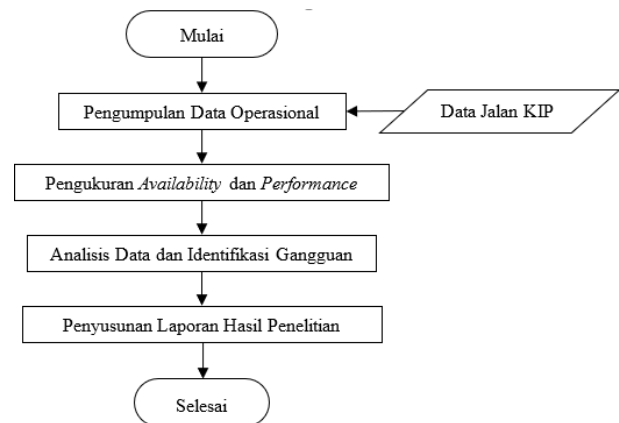 Mulai
Pengumpulan Data Operasional
Data Jalan KIP
Pengukuran Availability dan Performance
Analisis Data dan Identifikasi Gangguan
Penyusunan Laporan Hasil Penelitian
Selesai